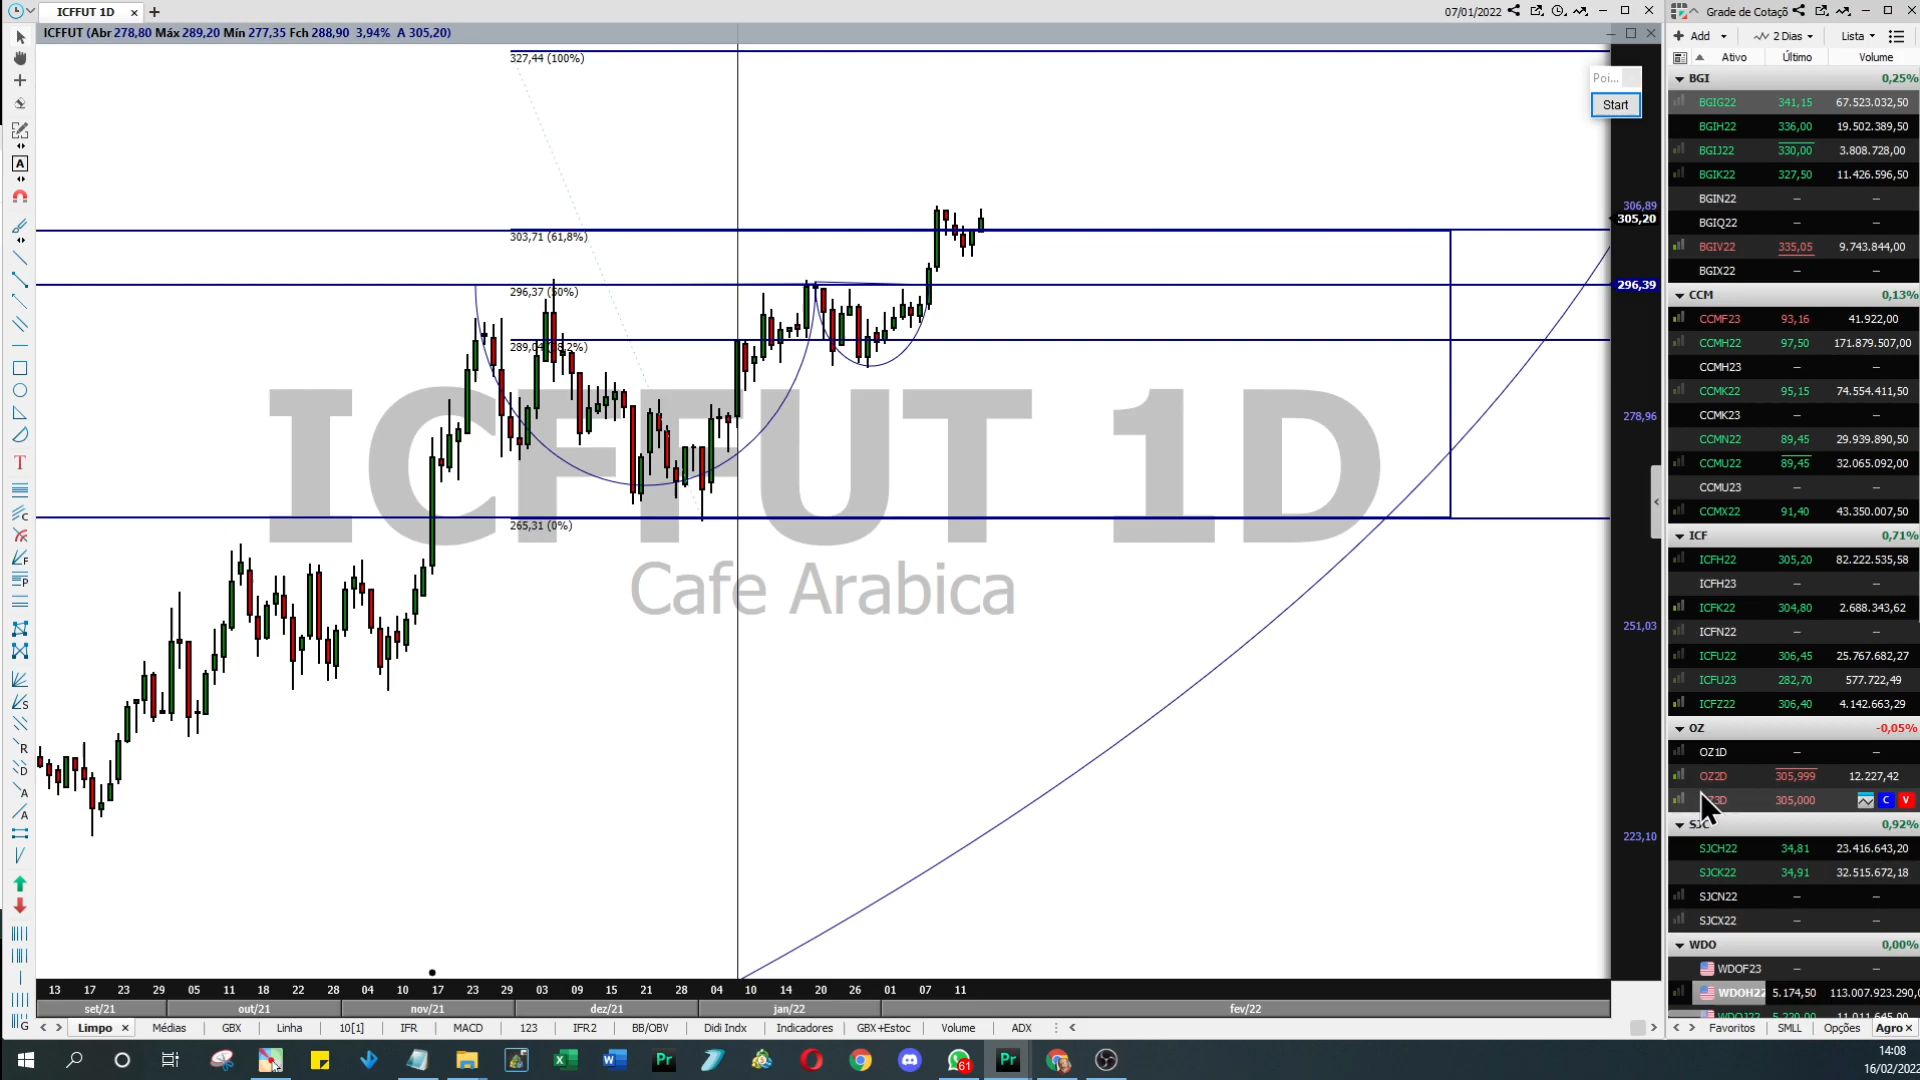 ICFFUT 1D
07/01/2022
Grade de Cotaçõ
ICFFUT (Abr 278,80 Máx 289,20 Mín 277,35 Fch 288,90 3,94% A 305,20)
Add
2 Dias
Lista
Ativo Último Volume
327,44 (100%)
303,71 (61,8%)
296,37 (50%)
265,31 (0%)
Poi...
Start
306,89
305,20
296,39
278,96
251,03
223,10
ICFFUT 1D
Cafe Arabica
BGI 0,25%
BGIG22 341,15 67.523.032,50
BGIH22 336,00 19.502.389,50
BGIJ22 330,00 3.808.728,00
BGIK22 327,50 11.426.596,50
BGIN22 – –
BGIQ22 – –
BGIV22 335,05 9.743.844,00
BGIX22 – –
CCM 0,13%
CCMF23 93,16 41.922,00
CCMH22 97,50 171.879.507,00
CCMH23 – –
CCMK22 95,15 74.554.411,50
CCMK23 – –
CCMN22 89,45 29.939.890,50
CCMU22 89,45 32.065.092,00
CCMU23 – –
CCMX22 91,40 43.350.007,50
ICF 0,71%
ICFH22 305,20 82.222.535,58
ICFH23 – –
ICFK22 304,80 2.688.343,62
ICFN22 – –
ICFU22 306,45 25.767.682,27
ICFU23 282,70 577.722,49
ICFZ22 306,40 4.142.663,29
OZ -0,05%
OZ1D – –
OZ2D 305,999 12.227,42
305,000 C V
SJC 0,92%
SJCH22 34,81 23.416.643,20
SJCK22 34,91 32.515.672,18
SJCN22 – –
SJCX22 – –
WDO 0,00%
WDOF23 – –
WDOH22 5.174,50 113.007.923.290,0
13 17 23 29 05 11 18 22 28 04 10 17 23 29 03 09 15 21 28 04 10 14 20 26 01 07 11
set/21 out/21 nov/21 dez/21 jan/22 fev/22
Limpo Médias GBX Linha 10[1] IFR MACD 123 IFR2 BB/OBV Didi Indx Indicadores GBX+Estoc Volume ADX
Favoritos SMLL Opções Agro
61
14:08
16/02/2022